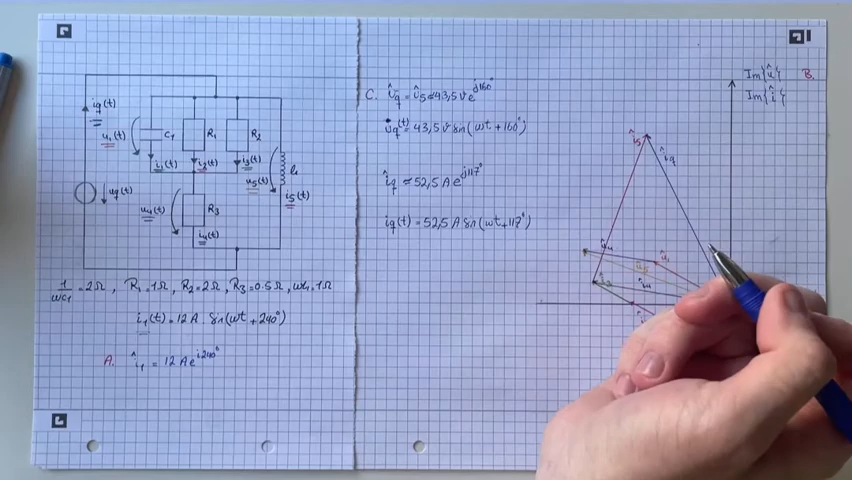 iq(t)
C1
R1
R2
u1(t)
i1(t)
i2(t)
i3(t)
u5(t)
L1
i5(t)
uq(t)
u4(t)
R3
i4(t)
1/ωC1 = 2Ω , R1=1Ω , R2=2Ω , R3=0.5Ω , ωL1=1Ω
i1(t) = 12 A . sin(ωt + 240°)
A. î1 = 12 A e^j240°
C. ûq = û5 ≈ 43,5 V e^j160°
uq(t) = 43,5 V sin(ωt + 160°)
îq ≈ 52,5 A e^j117°
iq(t) = 52,5 A sin(ωt + 117°)
Im{û}
B.
Im{î}
î5
îq
û4
û1
û5
î3
î4